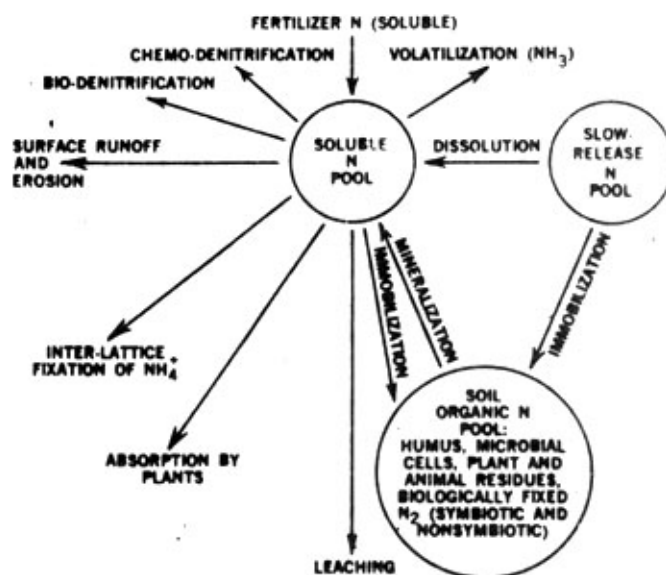 FERTILIZER N (SOLUBLE)
CHEMO-DENITRIFICATION
VOLATILIZATION (NH3)
BIO-DENITRIFICATION
SURFACE RUNOFF
AND
EROSION
SOLUBLE
N
POOL
DISSOLUTION
SLOW-
RELEASE
N
POOL
MINERALIZATION
IMMOBILIZATION
IMMOBILIZATION
INTER-LATTICE
FIXATION OF NH4+
ABSORPTION BY
PLANTS
SOIL
ORGANIC N
POOL:
HUMUS, MICROBIAL
CELLS, PLANT AND
ANIMAL RESIDUES,
BIOLOGICALLY FIXED
N2 (SYMBIOTIC AND
NONSYMBIOTIC)
LEACHING